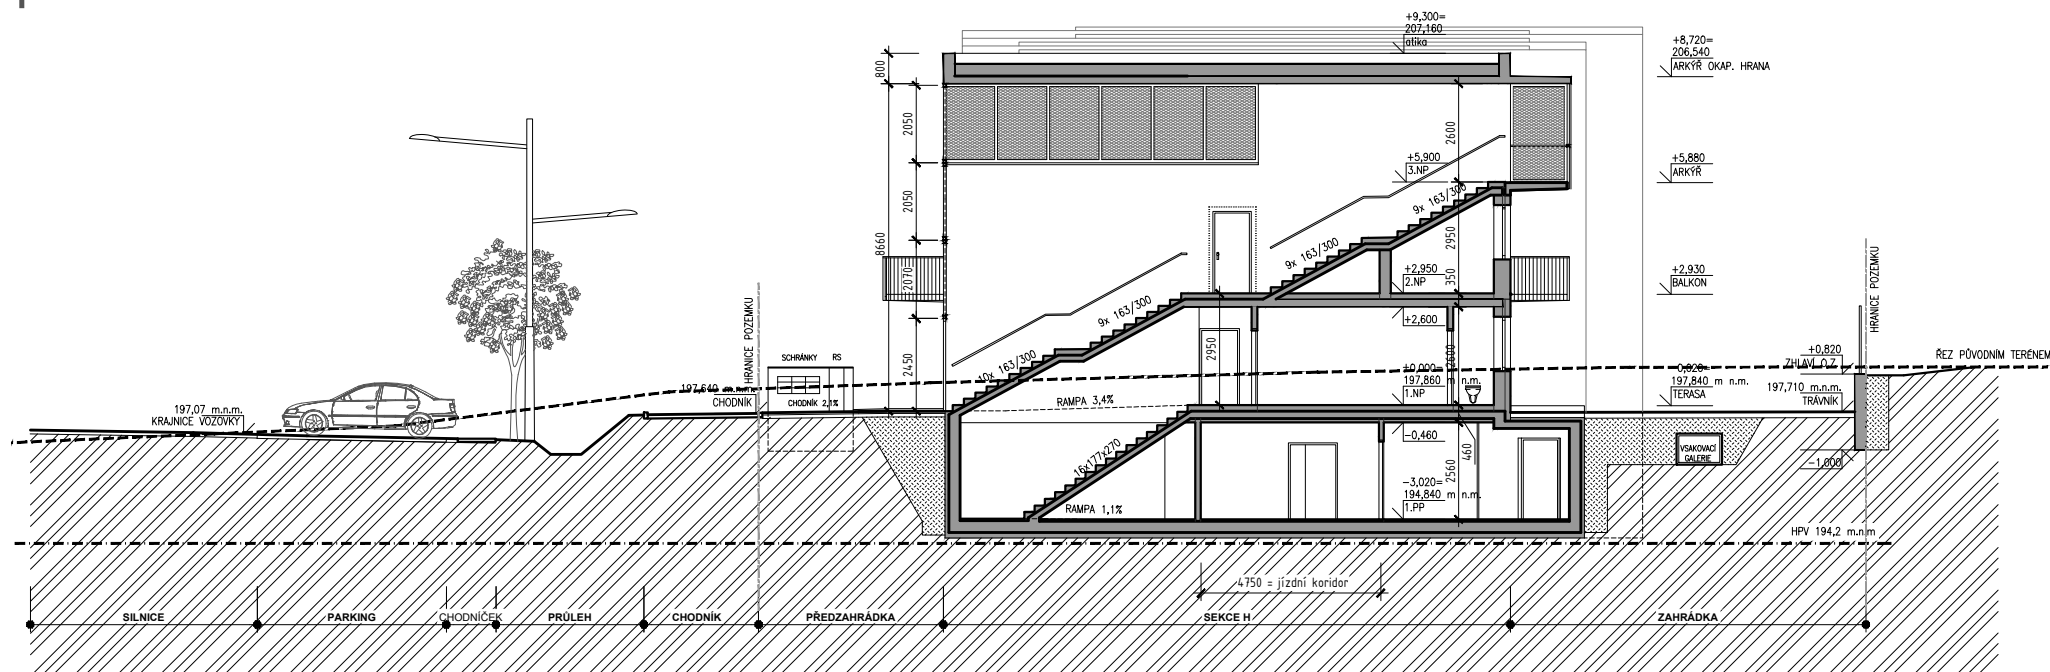 +9,300=
207,160
atika
+8,720=
206,540
ARKÝŘ OKAP. HRANA
800
2050
2600
+5,900
3.NP
+5,880
ARKÝŘ
2050
9x 163/300
8660
2950
9x 163/300
2070
+2,950
2.NP
350
+2,930
BALKON
HRANICE POZEMKU
HRANICE POZEMKU
9x 163/300
+2,600
2450
2950
2600
SCHRÁNKY RS
10x 163/300
+0,820
ZHLAVÍ O.Z.
ŘEZ PŮVODNÍM TERÉNEM
197,640 m.n.m.
CHODNÍK
CHODNÍK 2,1%
+0,000=
197,860 m n.m.
1.NP
197,840 m n.m.
TERASA
197,710 m.n.m.
TRÁVNÍK
197,07 m.n.m.
KRAJNICE VOZOVKY
RAMPA 3,4%
-0,460
460
VSAKOVACÍ
GALERIE
-1,000
16x177x270
2560
-3,020=
194,840 m n.m.
1.PP
RAMPA 1,1%
HPV 194,2 m.n.m
4750 = jízdní koridor
SILNICE PARKING CHODNÍČEK PRŮLEH CHODNÍK PŘEDZAHRÁDKA SEKCE H ZAHRÁDKA